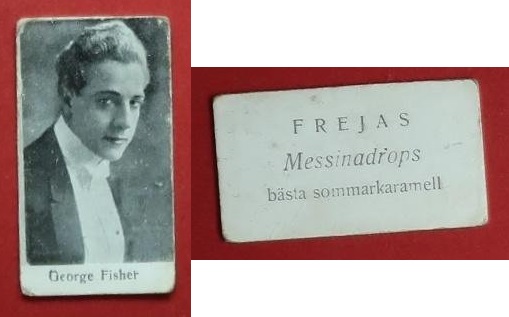 George Fisher
FREJAS
Messinadrops
bästa sommarkaramell